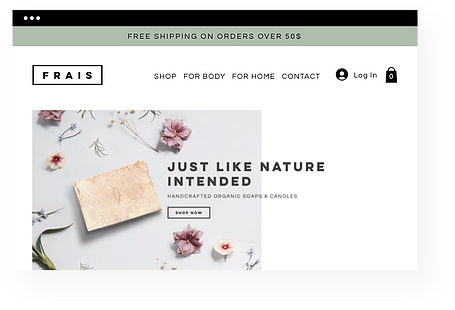 FREE SHIPPING ON ORDERS OVER 50$
FRAIS
SHOP FOR BODY FOR HOME CONTACT Log In 0
JUST LIKE NATURE
INTENDED
HANDCRAFTED ORGANIC SOAPS & CANDLES
SHOP NOW